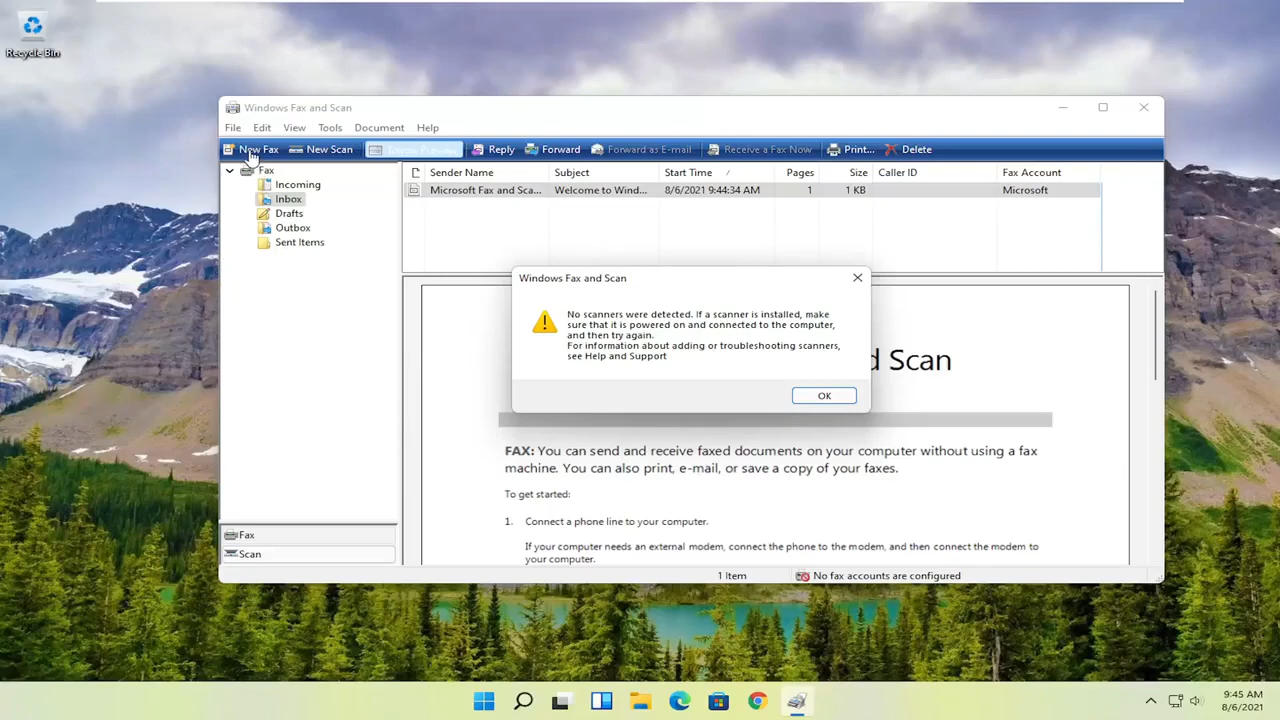 Recycle Bin
Windows Fax and Scan
File Edit View Tools Document Help
New Fax New Scan Reply Forward Forward as E-mail Receive a Fax Now Print... Delete
Fax
Incoming
Inbox
Drafts
Outbox
Sent Items
Sender Name Subject Start Time Pages Size Caller ID Fax Account
Microsoft Fax and Sca... Welcome to Wind... 8/6/2021 9:44:34 AM 1 1 KB Microsoft
Windows Fax and Scan
No scanners were detected. If a scanner is installed, make
sure that it is powered on and connected to the computer,
and then try again.
For information about adding or troubleshooting scanners,
see Help and Support
OK
d Scan
FAX: You can send and receive faxed documents on your computer without using a fax
machine. You can also print, e-mail, or save a copy of your faxes.
To get started:
1. Connect a phone line to your computer.
If your computer needs an external modem, connect the phone to the modem, and then connect the modem to
your computer.
Fax
Scan
1 Item No fax accounts are configured
9:45 AM
8/6/2021